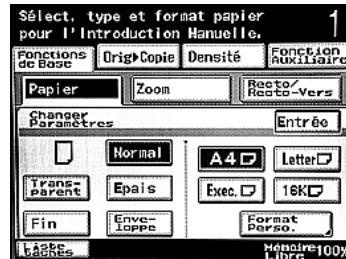 Sélect. type et format papier
pour l'Introduction Manuelle. 1
Fonctions de Base
Orig▸Copie
Densité
Fonction Auxiliaire
Papier
Zoom
Recto/
Recto-Vers
Changer
Paramètres
Entrée
Normal
A4
Letter
Trans-
parent
Epais
Exec.
16K
Fin
Enve-
loppe
Format
Perso.
Liste
tâches
Mémoire 100%
Libre